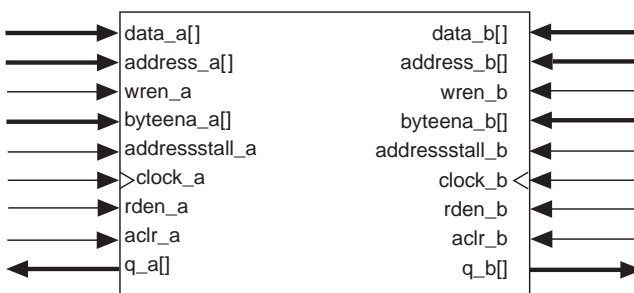 data_a[] data_b[]
address_a[] address_b[]
wren_a wren_b
byteena_a[] byteena_b[]
addressstall_a addressstall_b
clock_a clock_b
rden_a rden_b
aclr_a aclr_b
q_a[] q_b[]